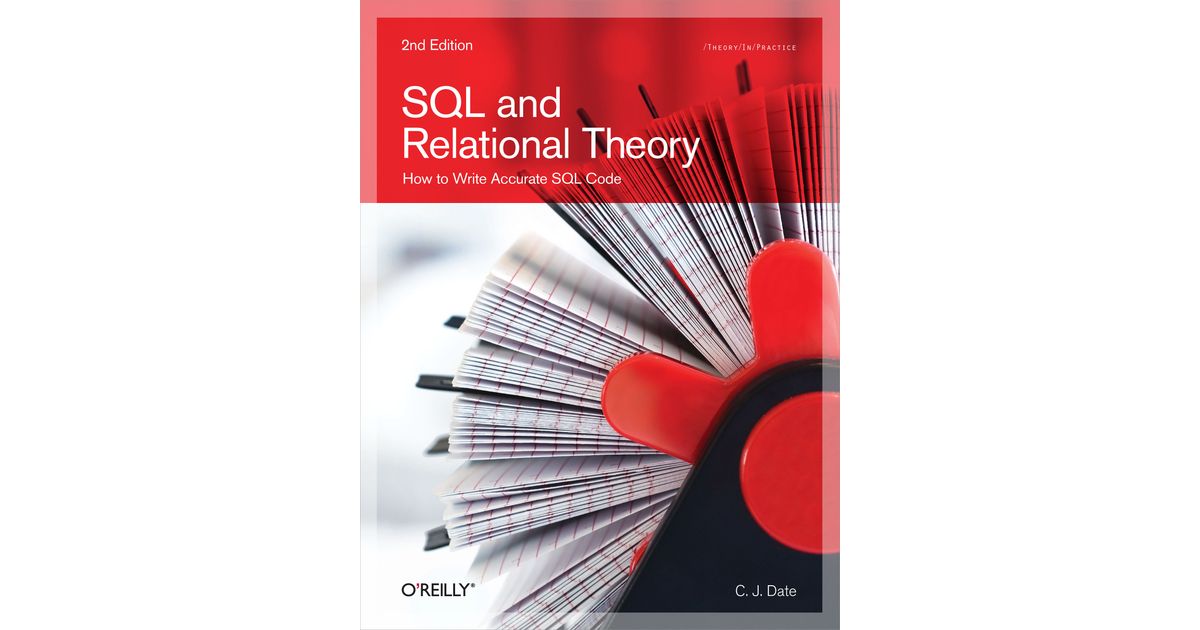 2nd Edition
/Theory/In/Practice
SQL and
Relational Theory
How to Write Accurate SQL Code
O'REILLY®
C. J. Date